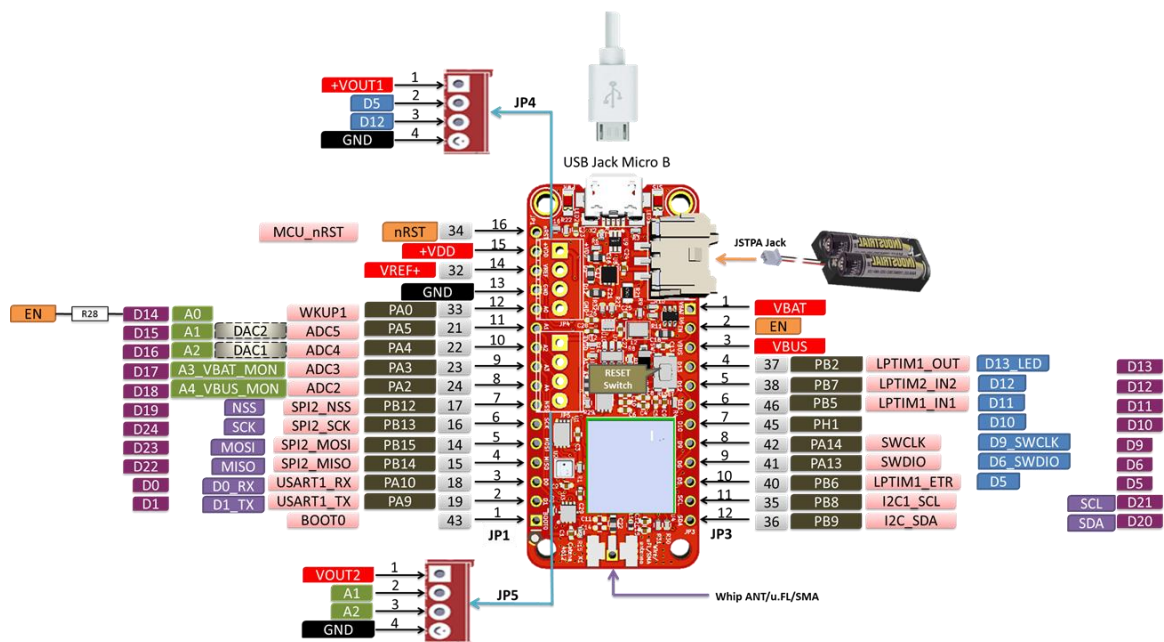 +VOUT1 1
D5 2
D12 3
GND 4
JP4
USB Jack Micro B
MCU_nRST nRST 34 16
+VDD 15
VREF+ 32 14
GND 13
EN R28 D14 A0 WKUP1 PA0 33 12
D15 A1 DAC2 ADC5 PA5 21 11
D16 A2 DAC1 ADC4 PA4 22 10
D17 A3_VBAT_MON ADC3 PA3 23 9
D18 A4_VBUS_MON ADC2 PA2 24 8
D19 NSS SPI2_NSS PB12 17 7
D24 SCK SPI2_SCK PB13 16 6
D23 MOSI SPI2_MOSI PB15 14 5
D22 MISO SPI2_MISO PB14 15 4
D0 D0_RX USART1_RX PA10 18 3
D1 D1_TX USART1_TX PA9 19 2
BOOT0 43 1
JP1
JSTPA Jack
INDUSTRIAL
INDUSTRIAL
RESET
Switch
1 VBAT
2 EN
3 VBUS
4 37 PB2 LPTIM1_OUT D13_LED D13
5 38 PB7 LPTIM2_IN2 D12 D12
6 46 PB5 LPTIM1_IN1 D11 D11
7 45 PH1 D10 D10
8 42 PA14 SWCLK D9_SWCLK D9
9 41 PA13 SWDIO D6_SWDIO D6
10 40 PB6 LPTIM1_ETR D5 D5
11 35 PB8 I2C1_SCL SCL D21
12 36 PB9 I2C_SDA SDA D20
JP3
VOUT2 1
A1 2
A2 3
GND 4
JP5
Whip ANT/u.FL/SMA